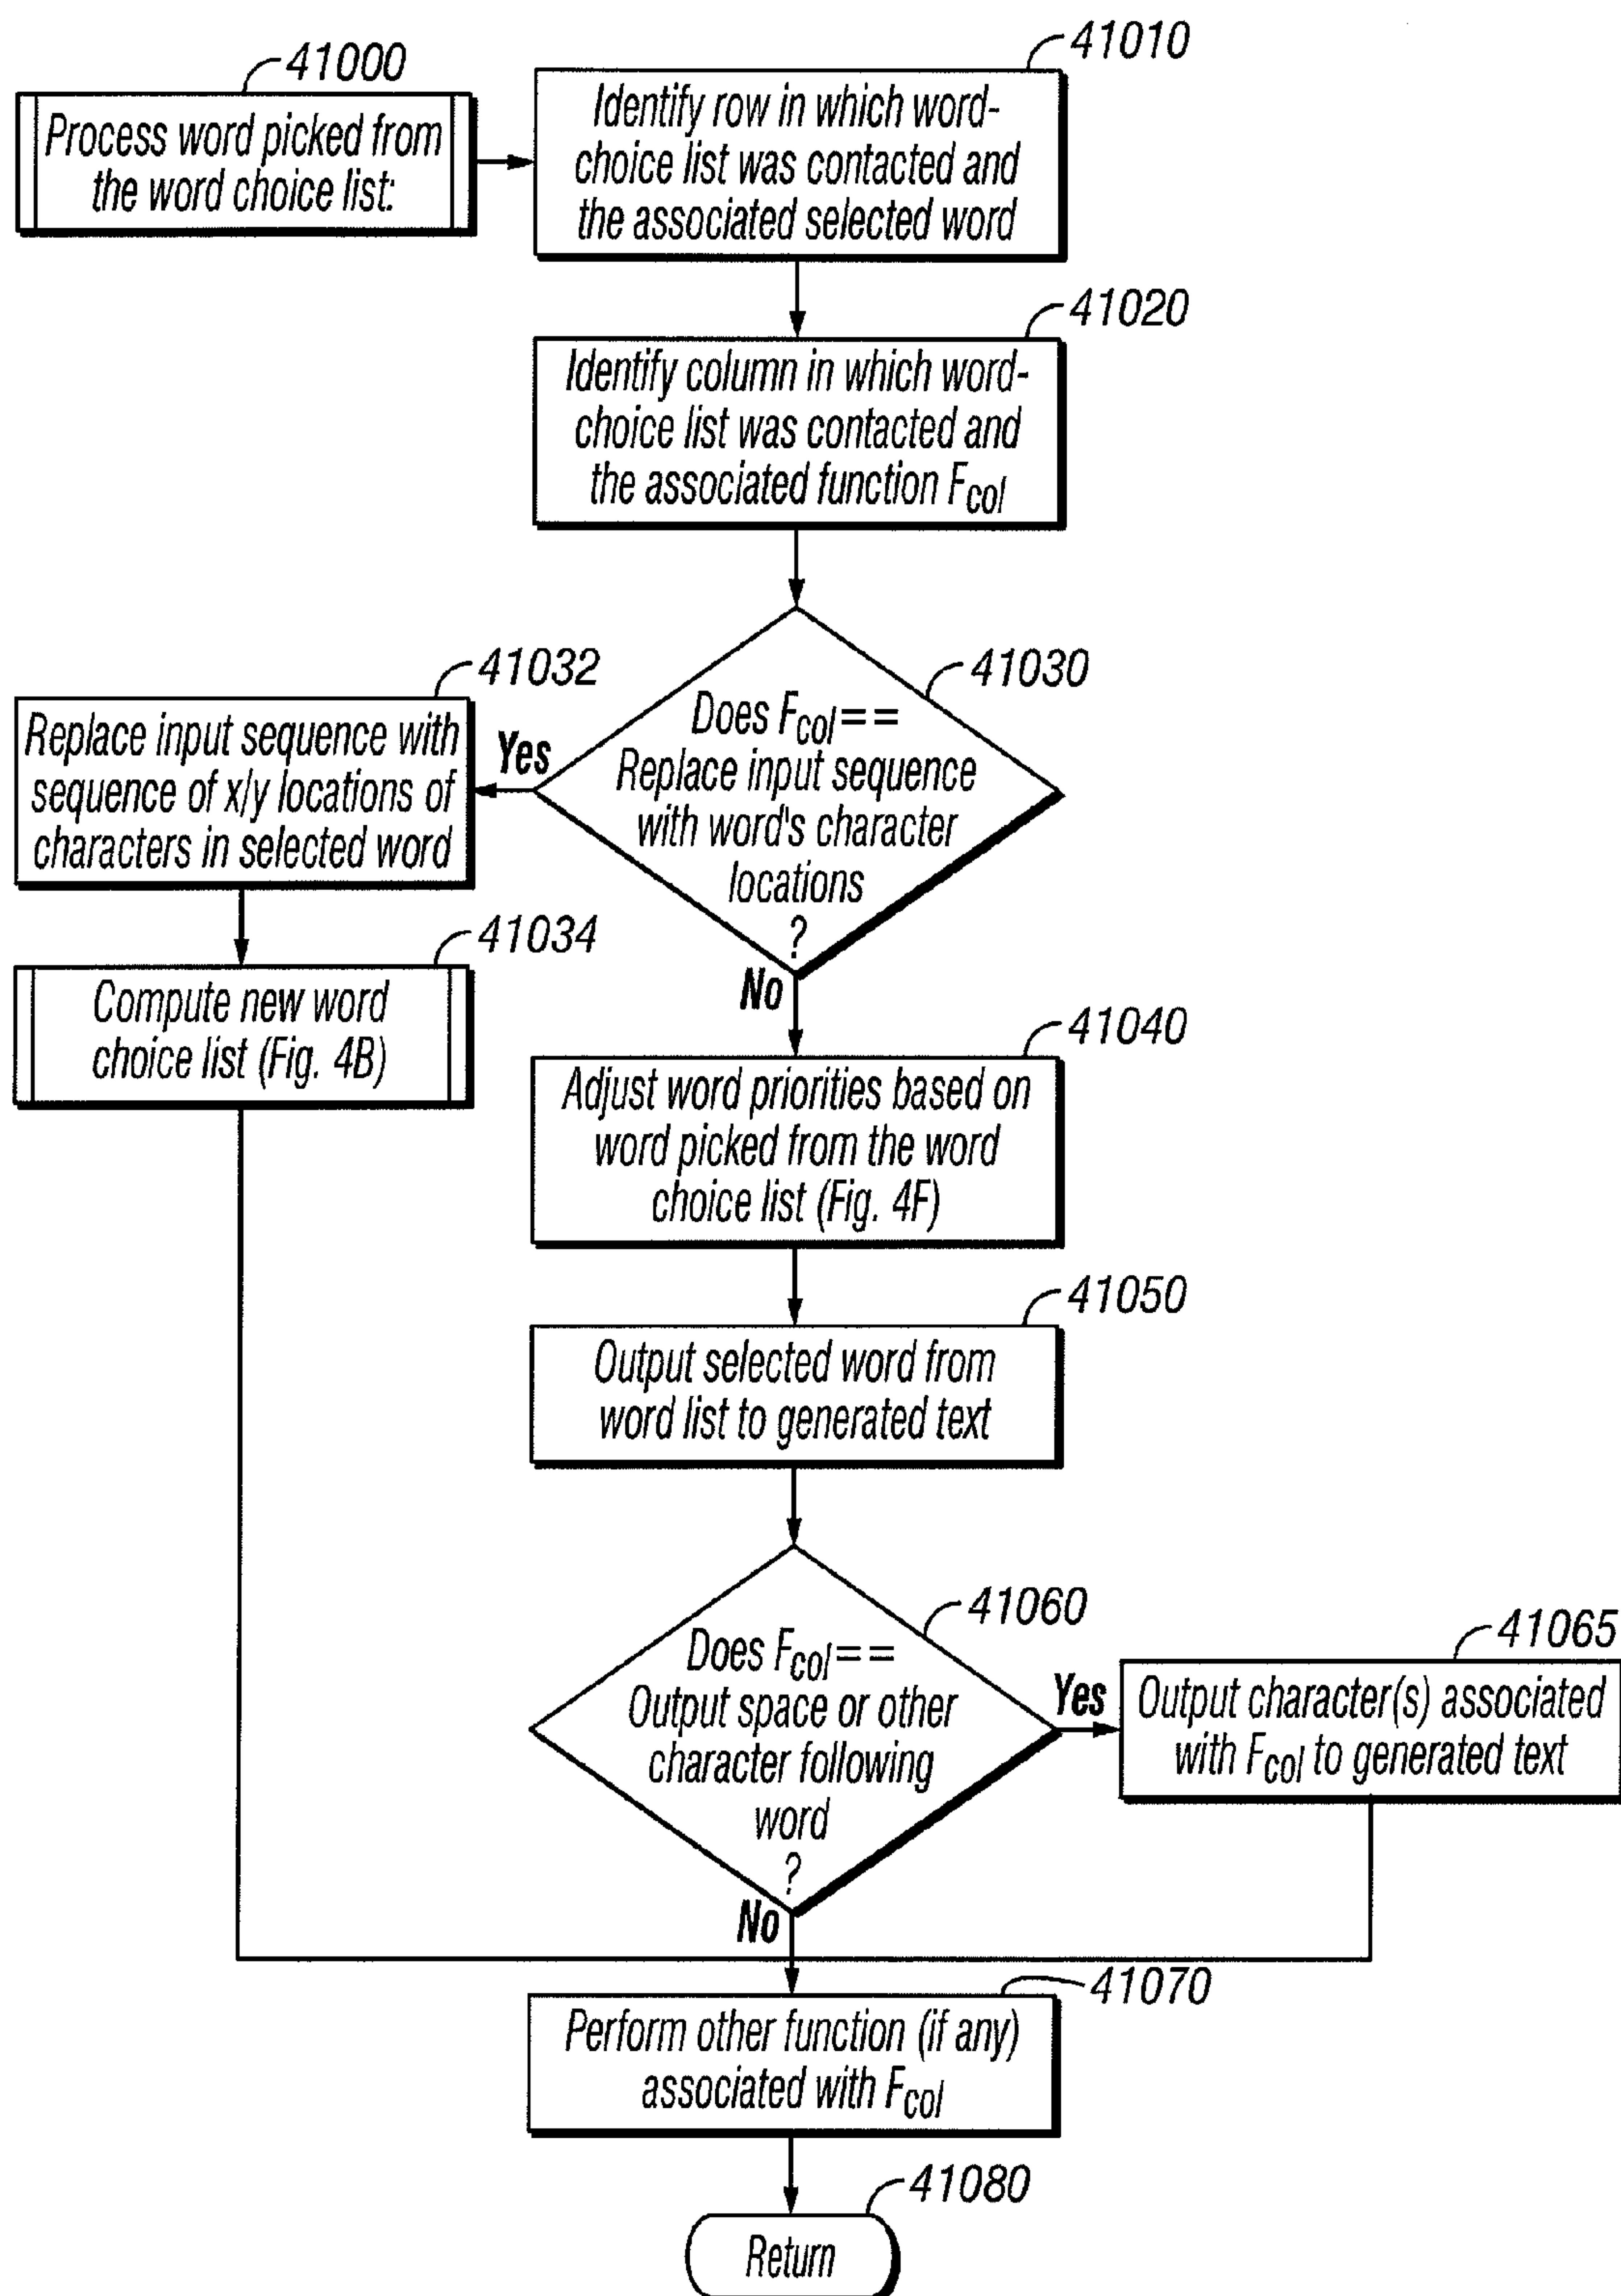 41000
Process word picked from
the word choice list:
41010
Identify row in which word-
choice list was contacted and
the associated selected word
41020
Identify column in which word-
choice list was contacted and
the associated function Fcol
41030
Does Fcol==
Replace input sequence
with word's character
locations
?
Yes
No
41032
Replace input sequence with
sequence of x/y locations of
characters in selected word
41034
Compute new word
choice list (Fig. 4B)
41040
Adjust word priorities based on
word picked from the word
choice list (Fig. 4F)
41050
Output selected word from
word list to generated text
41060
Does Fcol==
Output space or other
character following
word
?
Yes
No
41065
Output character(s) associated
with Fcol to generated text
41070
Perform other function (if any)
associated with Fcol
41080
Return